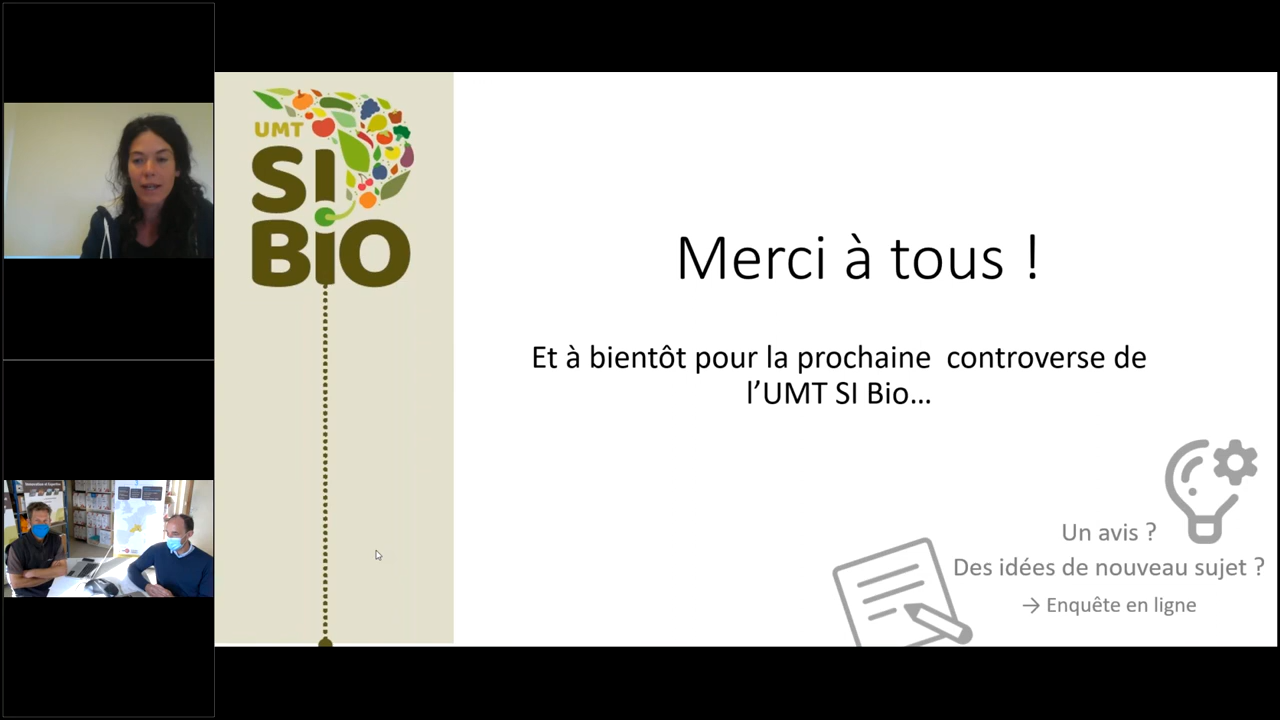 UMT
SI
BiO
Merci à tous !
Et à bientôt pour la prochaine controverse de
l’UMT SI Bio…
Un avis ?
Des idées de nouveau sujet ?
→ Enquête en ligne